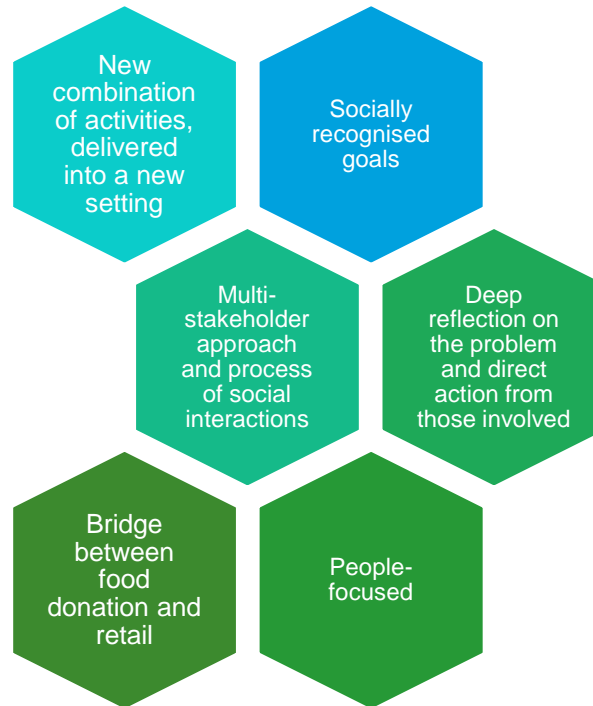 New
combination
of activities,
delivered
into a new
setting
Socially
recognised
goals
Multi-
stakeholder
approach
and process
of social
interactions
Deep
reflection on
the problem
and direct
action from
those involved
Bridge
between
food
donation and
retail
People-
focused